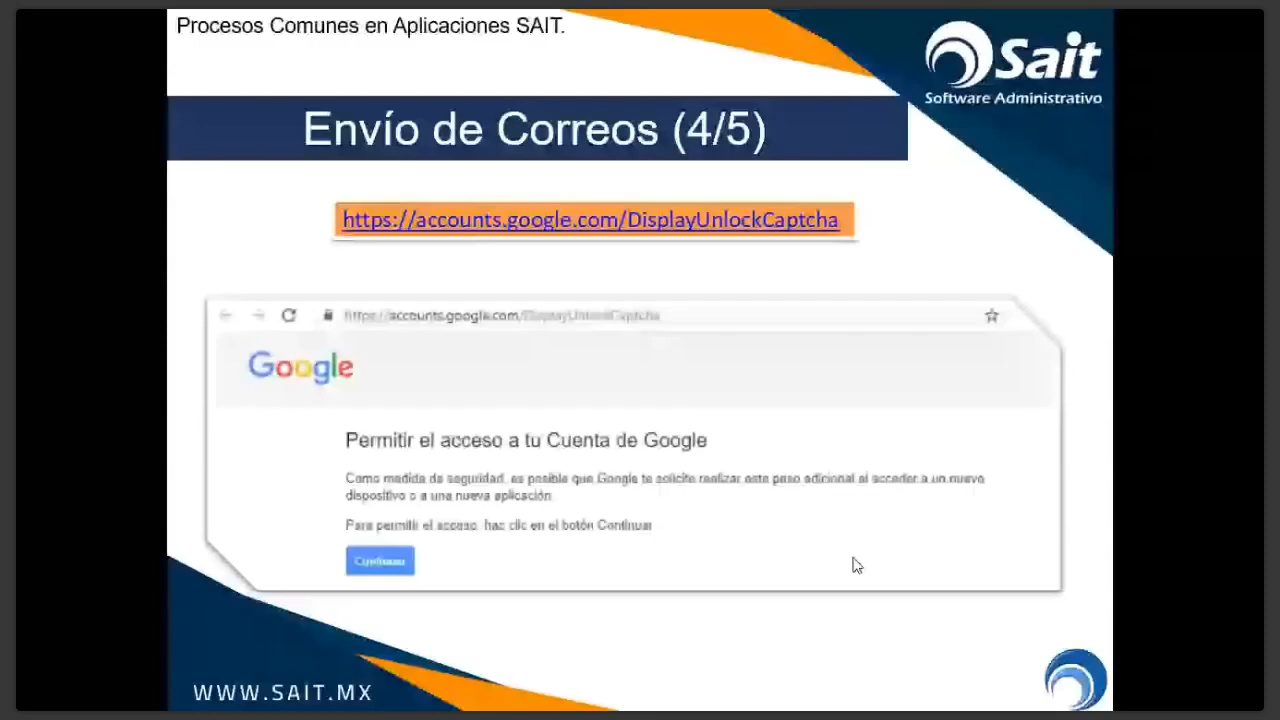 Procesos Comunes en Aplicaciones SAIT.
Sait
Software Administrativo
Envío de Correos (4/5)
https://accounts.google.com/DisplayUnlockCaptcha
https://accounts.google.com/DisplayUnlockCaptcha
Google
Permitir el acceso a tu Cuenta de Google
Como medida de seguridad, es posible que Google te solicite realizar este paso adicional al acceder a un nuevo
dispositivo o a una nueva aplicación.
Para permitir el acceso, haz clic en el botón Continuar.
Continuar
WWW.SAIT.MX